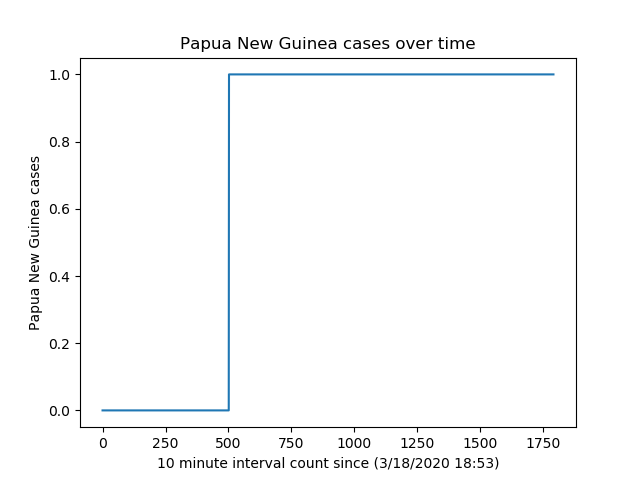 Papua New Guinea cases over time
1.0
0.8
0.6
0.4
0.2
0.0
Papua New Guinea cases
0 250 500 750 1000 1250 1500 1750
10 minute interval count since (3/18/2020 18:53)